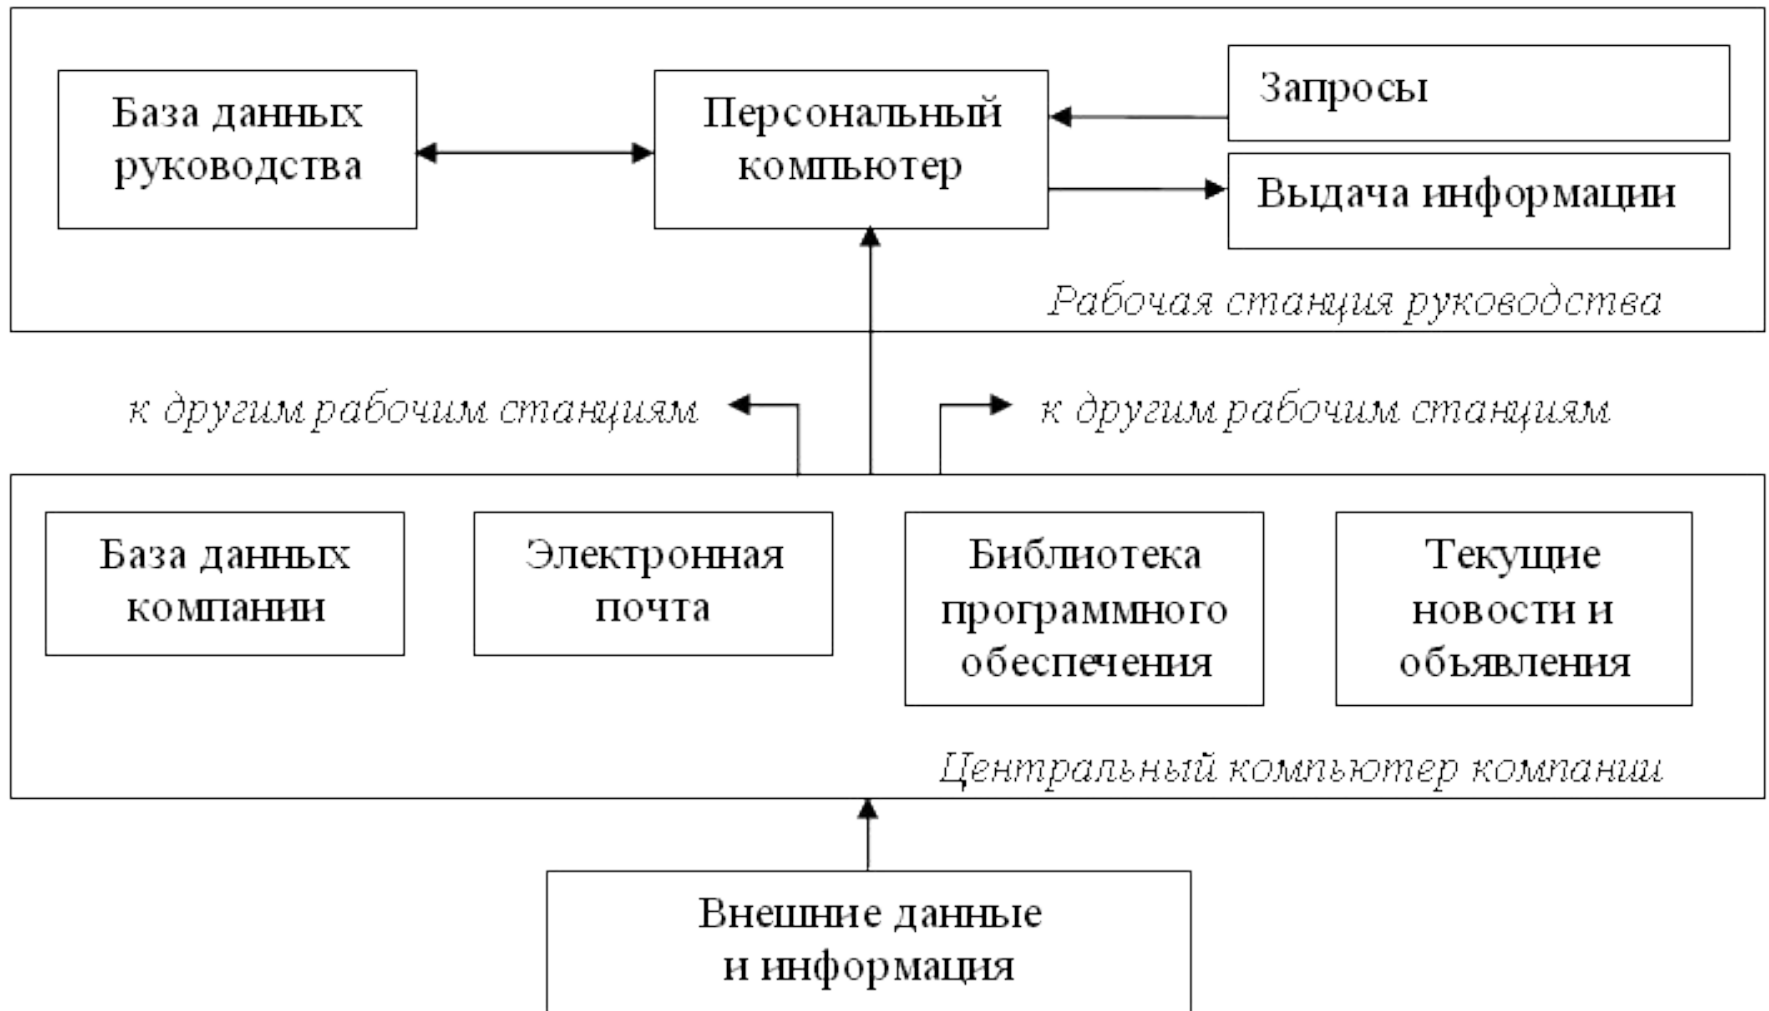 База данных
руководства
Персональный
компьютер
Запросы
Выдача информации
Рабочая станция руководства
к другим рабочим станциям
к другим рабочим станциям
База данных
компании
Электронная
почта
Библиотека
программного
обеспечения
Текущие
новости и
обьявления
Центральный компьютер компании
Внешние данные
и информация